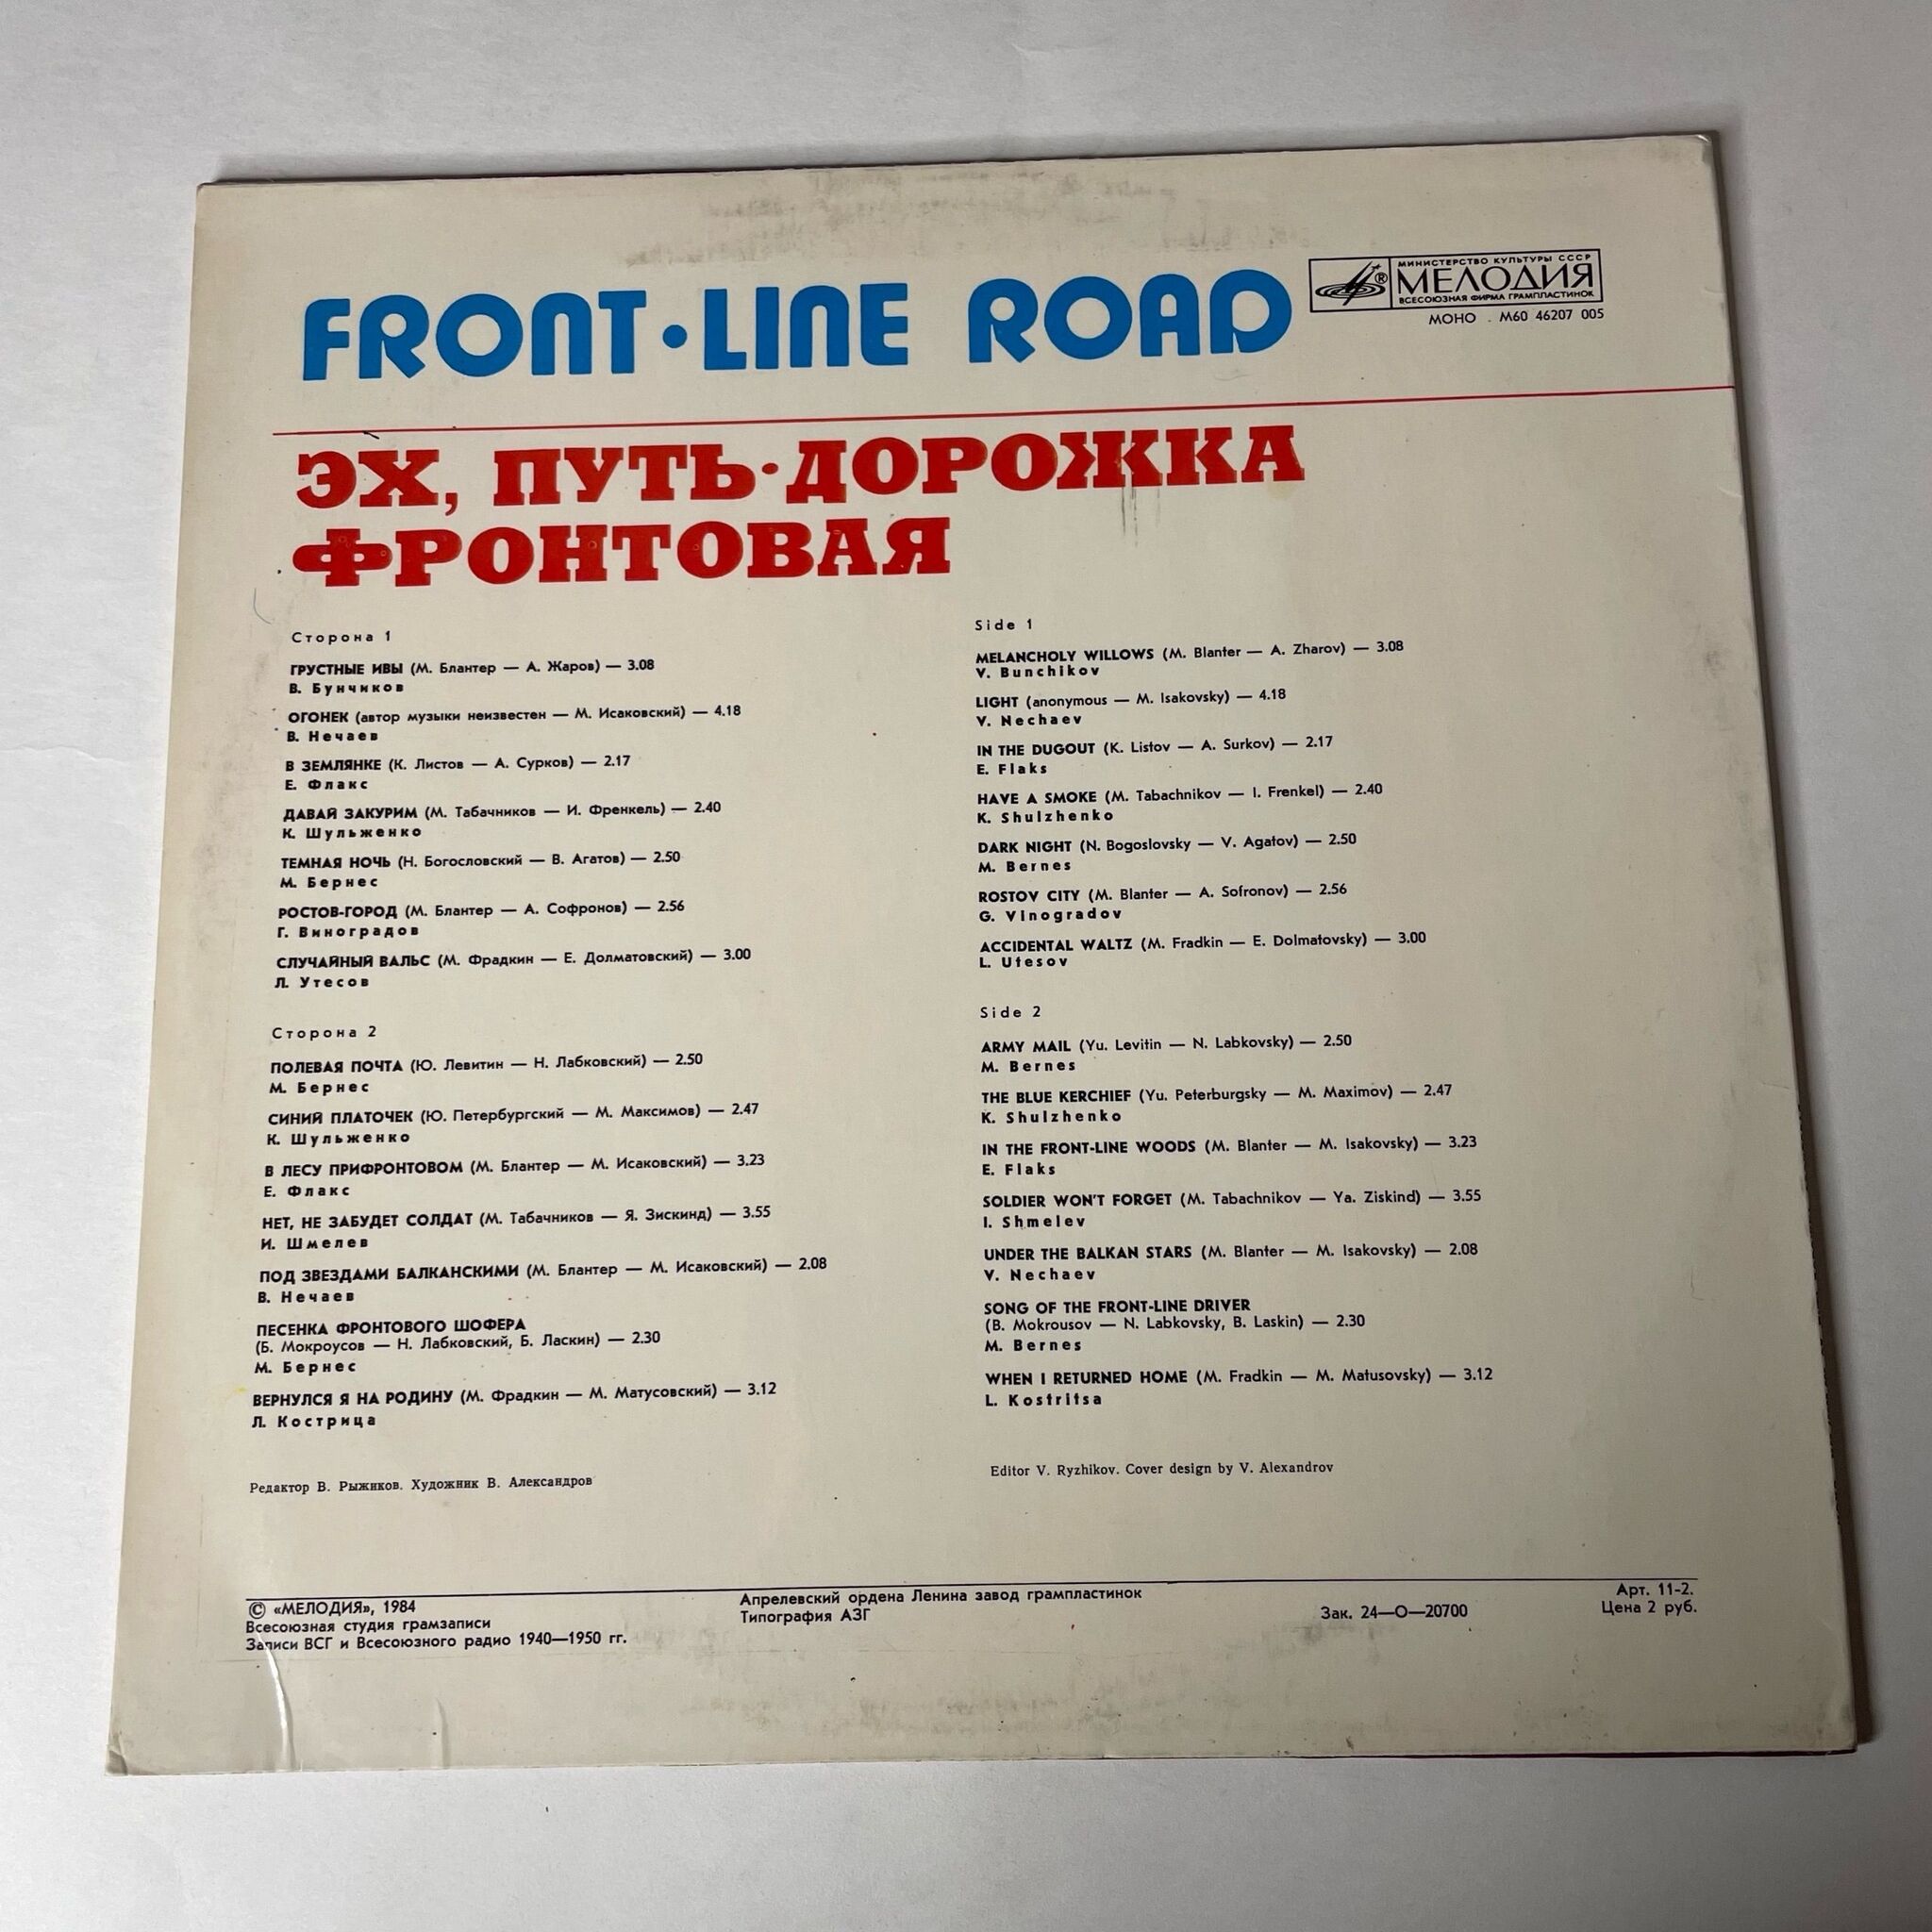 FRONT·LINE ROAD
МИНИСТЕРСТВО КУЛЬТУРЫ СССР
МЕЛОДИЯ
ВСЕСОЮЗНАЯ ФИРМА ГРАМПЛАСТИНОК
®
МОНО М60 46207 005
ЭХ, ПУТЬ-ДОРОЖКА
ФРОНТОВАЯ
Сторона 1
ГРУСТНЫЕ ИВЫ (М. Блантер — А. Жаров) — 3.08
В. Бунчиков
ОГОНЕК (автор музыки неизвестен — М. Исаковский) — 4.18
В. Нечаев
В ЗЕМЛЯНКЕ (К. Листов — А. Сурков) — 2.17
Е. Флакс
ДАВАЙ ЗАКУРИМ (М. Табачников — И. Френкель) — 2.40
К. Шульженко
ТЕМНАЯ НОЧЬ (Н. Богословский — В. Агатов) — 2.50
М. Бернес
РОСТОВ-ГОРОД (М. Блантер — А. Софронов) — 2.56
Г. Виноградов
СЛУЧАЙНЫЙ ВАЛЬС (М. Фрадкин — Е. Долматовский) — 3.00
Л. Утесов
Сторона 2
ПОЛЕВАЯ ПОЧТА (Ю. Левитин — Н. Лабковский) — 2.50
М. Бернес
СИНИЙ ПЛАТОЧЕК (Ю. Петербургский — М. Максимов) — 2.47
К. Шульженко
В ЛЕСУ ПРИФРОНТОВОМ (М. Блантер — М. Исаковский) — 3.23
Е. Флакс
НЕТ, НЕ ЗАБУДЕТ СОЛДАТ (М. Табачников — Я. Зискинд) — 3.55
И. Шмелев
ПОД ЗВЕЗДАМИ БАЛКАНСКИМИ (М. Блантер — М. Исаковский) — 2.08
В. Нечаев
ПЕСЕНКА ФРОНТОВОГО ШОФЕРА
(Б. Мокроусов — Н. Лабковский, Б. Ласкин) — 2.30
М. Бернес
ВЕРНУЛСЯ Я НА РОДИНУ (М. Фрадкин — М. Матусовский) — 3.12
Л. Кострица
Редактор В. Рыжиков. Художник В. Александров
Side 1
MELANCHOLY WILLOWS (M. Blanter — A. Zharov) — 3.08
V. Bunchikov
LIGHT (anonymous — M. Isakovsky) — 4.18
V. Nechaev
IN THE DUGOUT (K. Listov — A. Surkov) — 2.17
E. Flaks
HAVE A SMOKE (M. Tabachnikov — I. Frenkel) — 2.40
K. Shulzhenko
DARK NIGHT (N. Bogoslovsky — V. Agatov) — 2.50
M. Bernes
ROSTOV CITY (M. Blanter — A. Sofronov) — 2.56
G. Vinogradov
ACCIDENTAL WALTZ (M. Fradkin — E. Dolmatovsky) — 3.00
L. Utesov
Side 2
ARMY MAIL (Yu. Levitin — N. Labkovsky) — 2.50
M. Bernes
THE BLUE KERCHIEF (Yu. Peterburgsky — M. Maximov) — 2.47
K. Shulzhenko
IN THE FRONT-LINE WOODS (M. Blanter — M. Isakovsky) — 3.23
E. Flaks
SOLDIER WON'T FORGET (M. Tabachnikov — Ya. Ziskind) — 3.55
I. Shmelev
UNDER THE BALKAN STARS (M. Blanter — M. Isakovsky) — 2.08
V. Nechaev
SONG OF THE FRONT-LINE DRIVER
(B. Mokrousov — N. Labkovsky, B. Laskin) — 2.30
M. Bernes
WHEN I RETURNED HOME (M. Fradkin — M. Matusovsky) — 3.12
L. Kostritsa
Editor V. Ryzhikov. Cover design by V. Alexandrov
© «МЕЛОДИЯ», 1984
Всесоюзная студия грамзаписи
Записи ВСГ и Всесоюзного радио 1940—1950 гг.
Апрелевский ордена Ленина завод грампластинок
Типография АЗГ
Зак. 24—О—20700
Арт. 11-2.
Цена 2 руб.